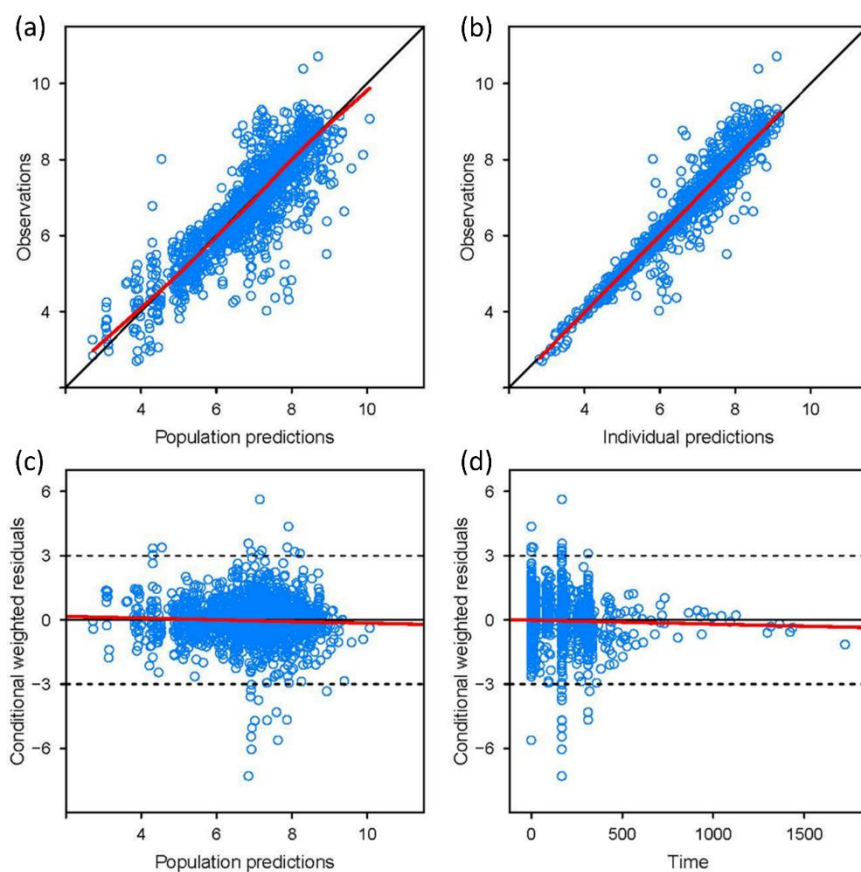 (a)
10
8
6
4
Observations
4 6 8 10
Population predictions
(b)
10
8
6
4
Observations
4 6 8 10
Individual predictions
(c)
6
3
0
−3
−6
Conditional weighted residuals
4 6 8 10
Population predictions
(d)
6
3
0
−3
−6
Conditional weighted residuals
0 500 1000 1500
Time